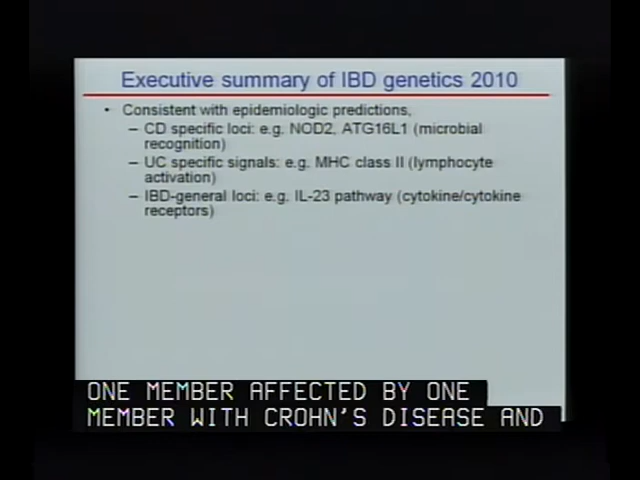 Executive summary of IBD genetics 2010
• Consistent with epidemiologic predictions,
– CD specific loci: e.g. NOD2, ATG16L1 (microbial
recognition)
– UC specific signals: e.g. MHC class II (lymphocyte
activation)
– IBD-general loci: e.g. IL-23 pathway (cytokine/cytokine
receptors)
ONE MEMBER AFFECTED BY ONE
MEMBER WITH CROHN'S DISEASE AND